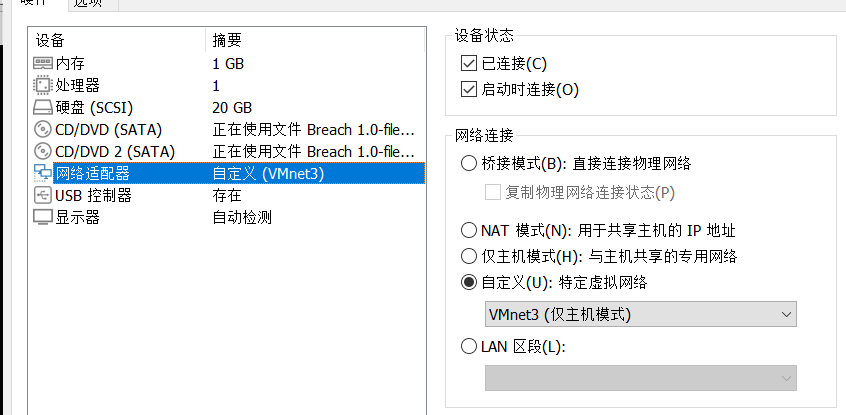 硬件 选项
设备 摘要
内存 1 GB
处理器 1
硬盘 (SCSI) 20 GB
CD/DVD (SATA) 正在使用文件 Breach 1.0-file...
CD/DVD 2 (SATA) 正在使用文件 Breach 1.0-file...
网络适配器 自定义 (VMnet3)
USB 控制器 存在
显示器 自动检测
设备状态
已连接(C)
启动时连接(O)
网络连接
桥接模式(B): 直接连接物理网络
复制物理网络连接状态(P)
NAT 模式(N): 用于共享主机的 IP 地址
仅主机模式(H): 与主机共享的专用网络
自定义(U): 特定虚拟网络
VMnet3 (仅主机模式)
LAN 区段(L):